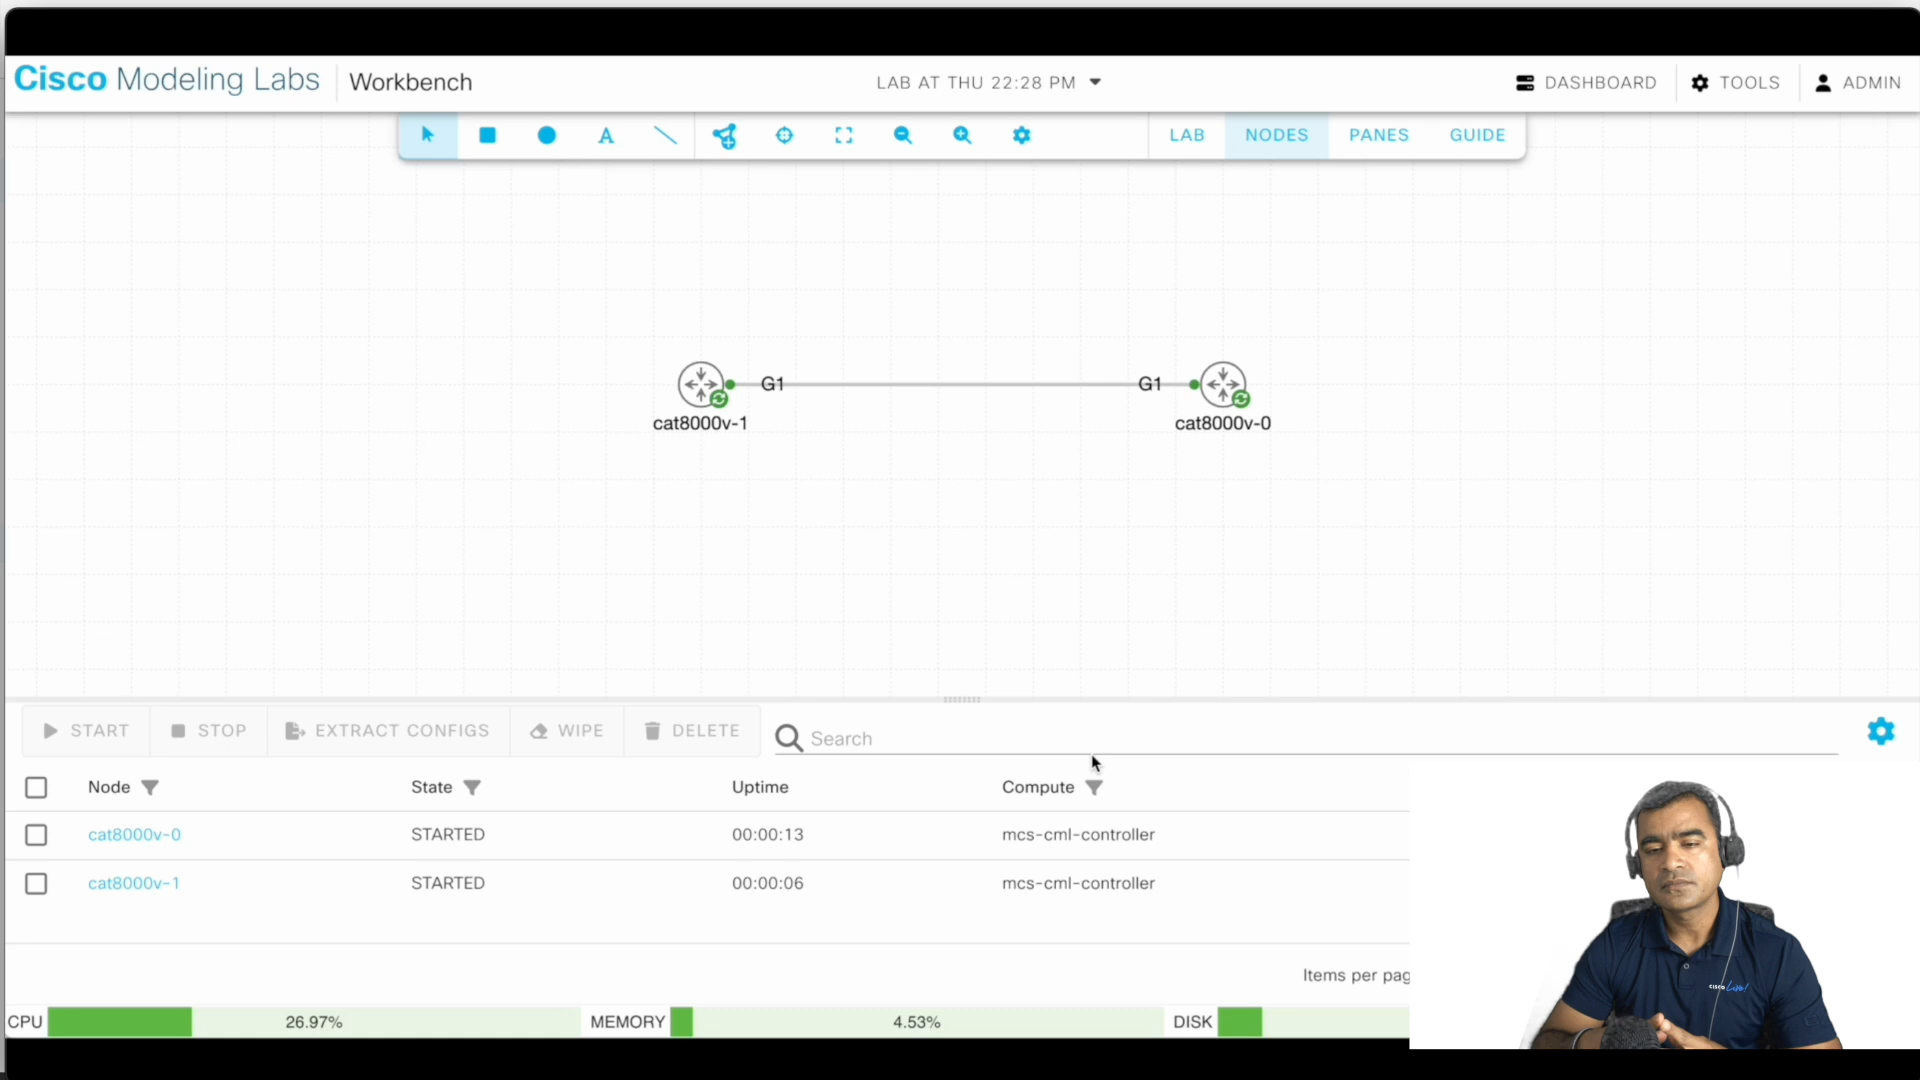 Cisco Modeling Labs Workbench LAB AT THU 22:28 PM DASHBOARD TOOLS ADMIN
A LAB NODES PANES GUIDE
G1 G1
cat8000v-1 cat8000v-0
START STOP EXTRACT CONFIGS WIPE DELETE Search
Node State Uptime Compute
cat8000v-0 STARTED 00:00:13 mcs-cml-controller
cat8000v-1 STARTED 00:00:06 mcs-cml-controller
Items per pag
CPU 26.97% MEMORY 4.53% DISK
cisco Live!